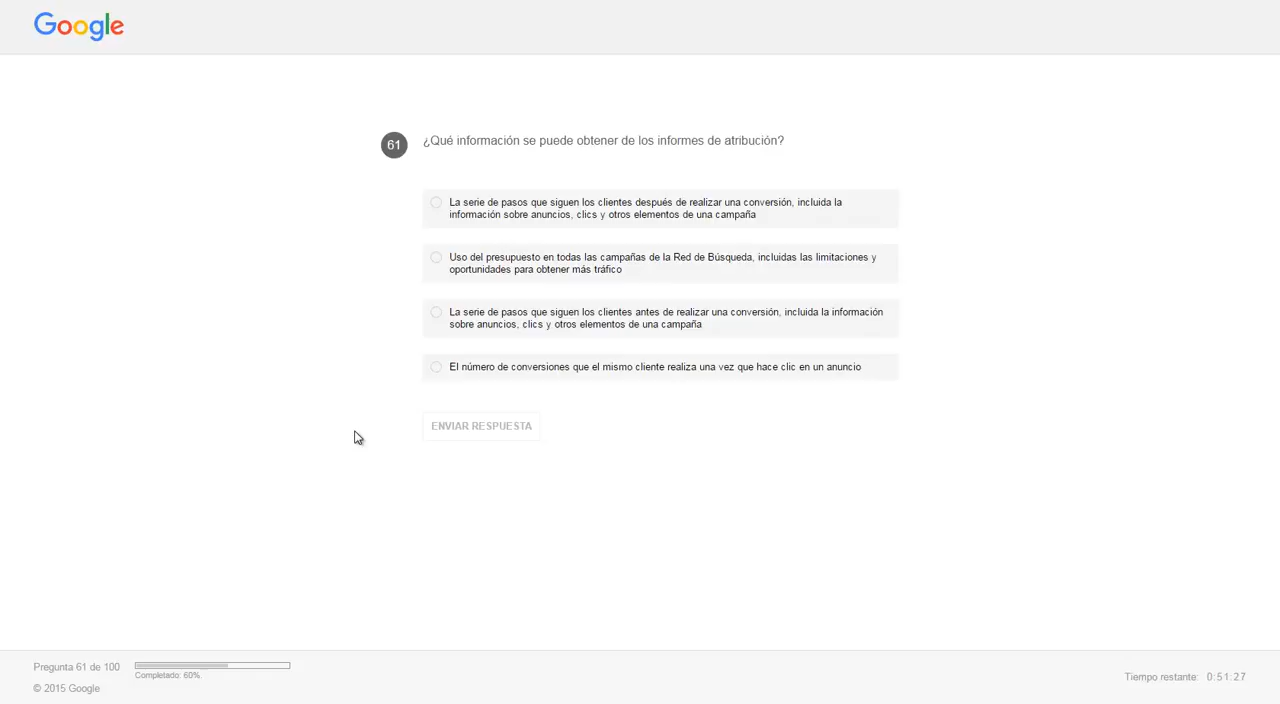 Google
61 ¿Qué información se puede obtener de los informes de atribución?
La serie de pasos que siguen los clientes después de realizar una conversión, incluida la
información sobre anuncios, clics y otros elementos de una campaña
Uso del presupuesto en todas las campañas de la Red de Búsqueda, incluidas las limitaciones y
oportunidades para obtener más tráfico
La serie de pasos que siguen los clientes antes de realizar una conversión, incluida la información
sobre anuncios, clics y otros elementos de una campaña
El número de conversiones que el mismo cliente realiza una vez que hace clic en un anuncio
ENVIAR RESPUESTA
Pregunta 61 de 100
Completado: 60%.
© 2015 Google
Tiempo restante: 0:51:27